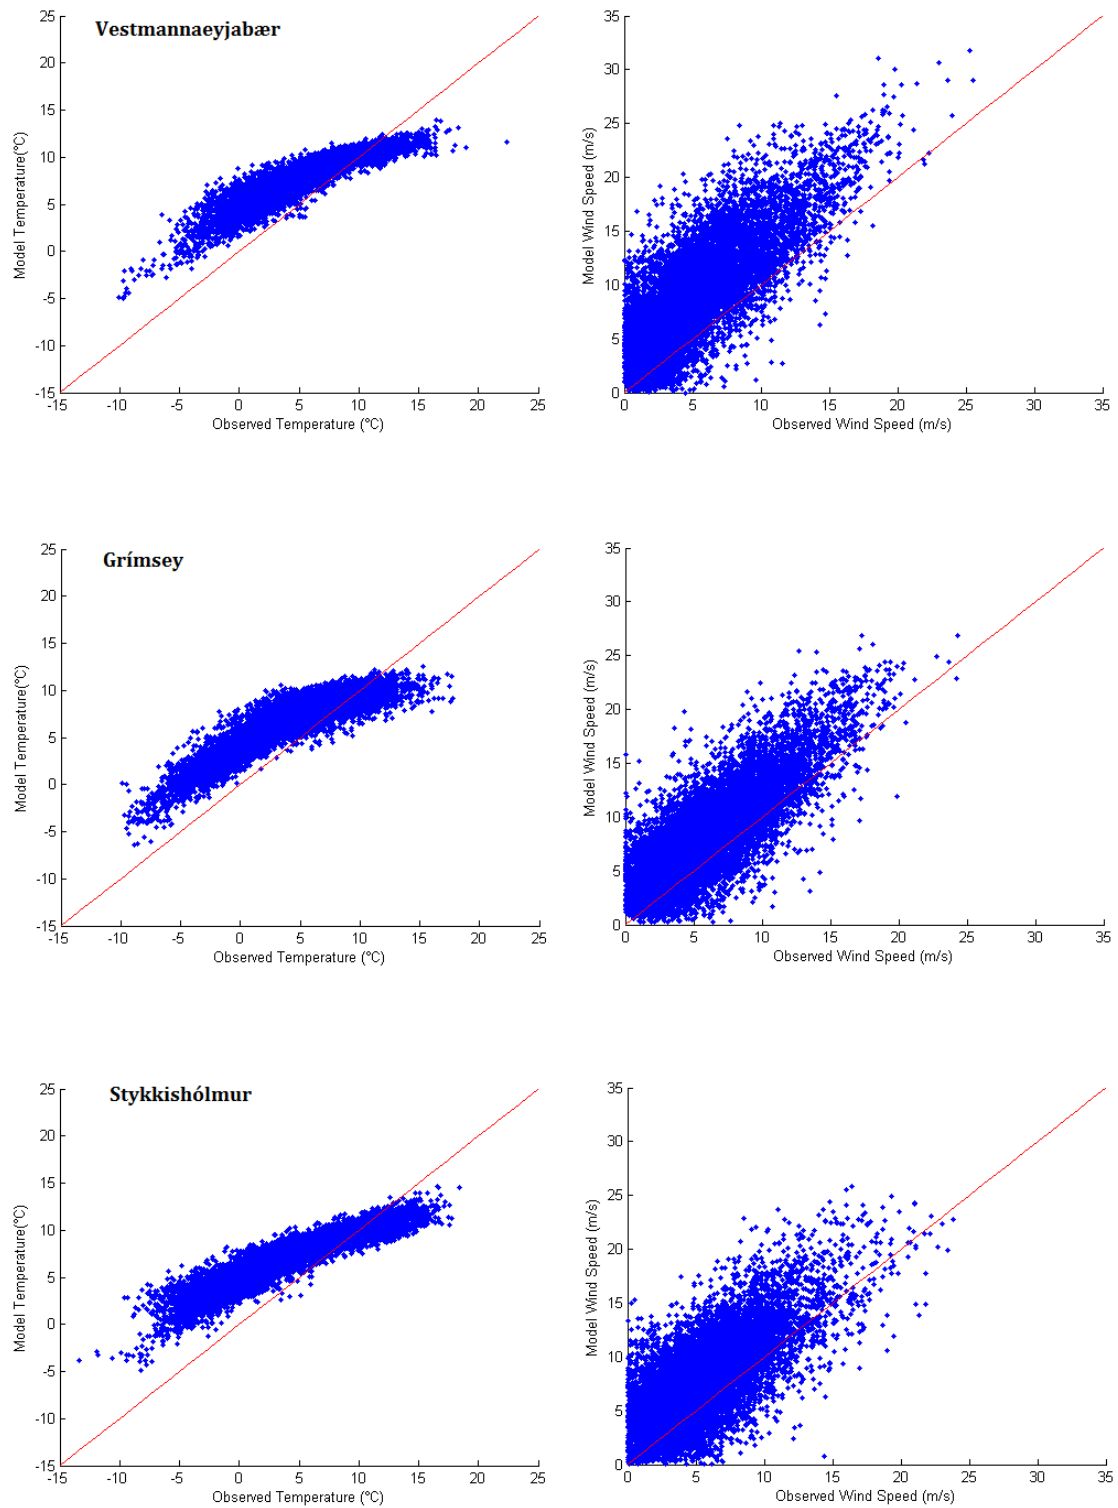 Vestmannaeyjabær
25
20
15
10
5
0
-5
-10
-15
-15 -10 -5 0 5 10 15 20 25
Model Temperature(°C)
Observed Temperature (°C)
35
30
25
20
15
10
5
0
0 5 10 15 20 25 30 35
Model Wind Speed (m/s)
Observed Wind Speed (m/s)
Grímsey
25
20
15
10
5
0
-5
-10
-15
-15 -10 -5 0 5 10 15 20 25
Model Temperature(°C)
Observed Temperature (°C)
35
30
25
20
15
10
5
0
0 5 10 15 20 25 30 35
Model Wind Speed (m/s)
Observed Wind Speed (m/s)
Stykkishólmur
25
20
15
10
5
0
-5
-10
-15
-15 -10 -5 0 5 10 15 20 25
Model Temperature(°C)
Observed Temperature (°C)
35
30
25
20
15
10
5
0
0 5 10 15 20 25 30 35
Model Wind Speed (m/s)
Observed Wind Speed (m/s)